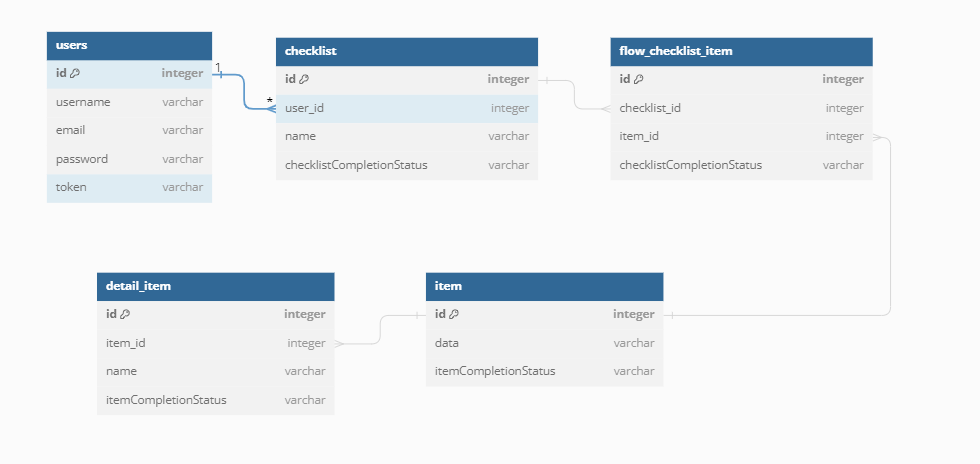 users
id integer
username varchar
email varchar
password varchar
token varchar
1
*
checklist
id integer
user_id integer
name varchar
checklistCompletionStatus varchar
flow_checklist_item
id integer
checklist_id integer
item_id integer
checklistCompletionStatus varchar
detail_item
id integer
item_id integer
name varchar
itemCompletionStatus varchar
item
id integer
data varchar
itemCompletionStatus varchar